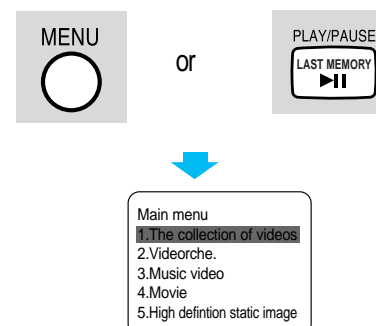 MENU
or
PLAY/PAUSE
LAST MEMORY
Main menu
1.The collection of videos
2.Videorche.
3.Music video
4.Movie
5.High defintion static image